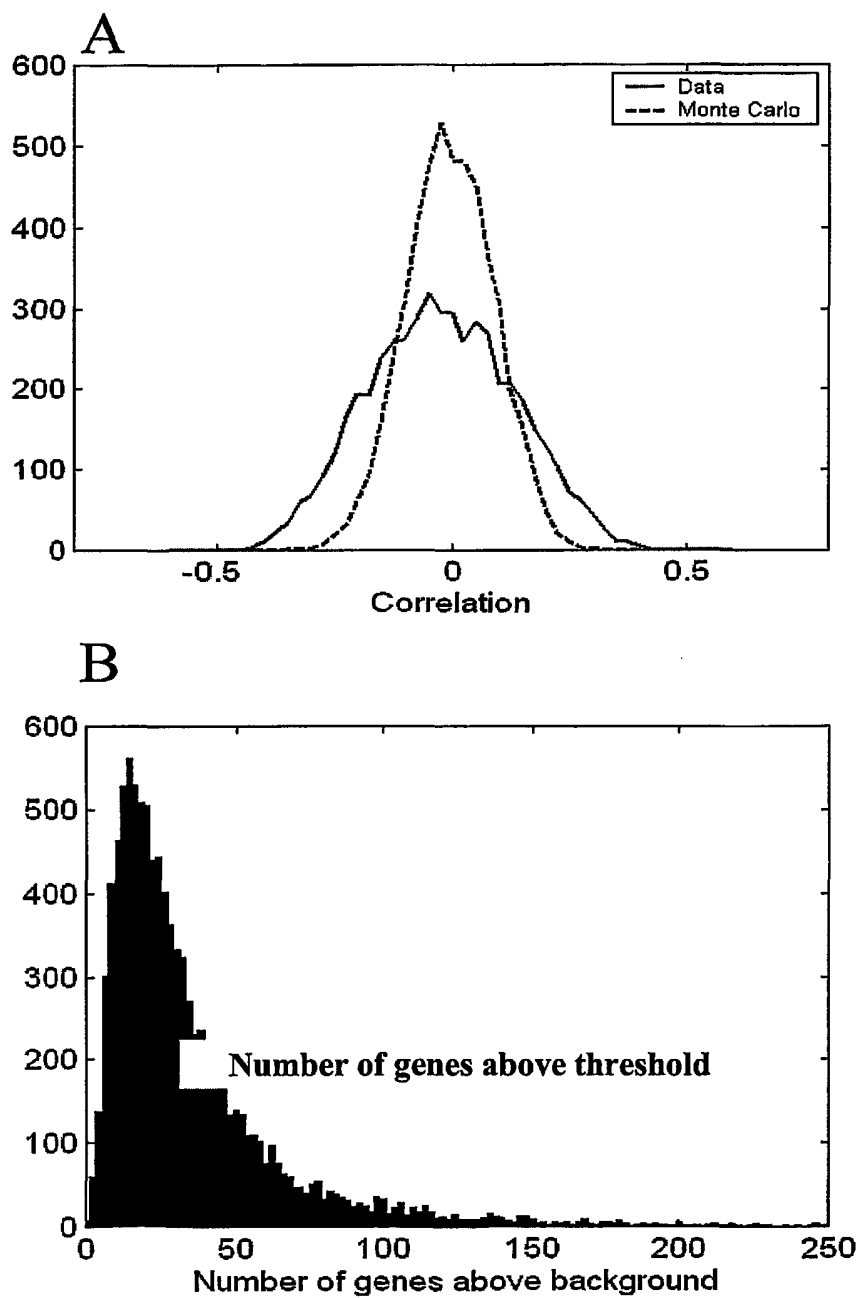 A
600
500
400
300
200
100
0
Data
Monte Carlo
-0.5 0 0.5
Correlation
B
600
500
400
300
200
100
0
Number of genes above threshold
0 50 100 150 200 250
Number of genes above background